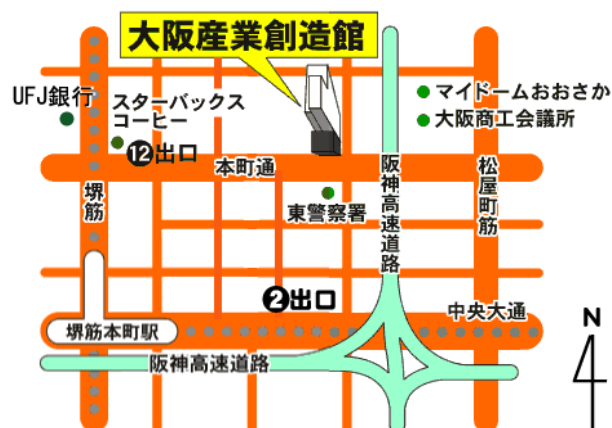 大阪産業創造館
UFJ銀行
スターバックス
コーヒー
⓬出口
マイドームおおさか
大阪商工会議所
本町通
堺筋
東警察署
阪神高速道路
松屋町筋
❷出口
中央大通
堺筋本町駅
阪神高速道路
N